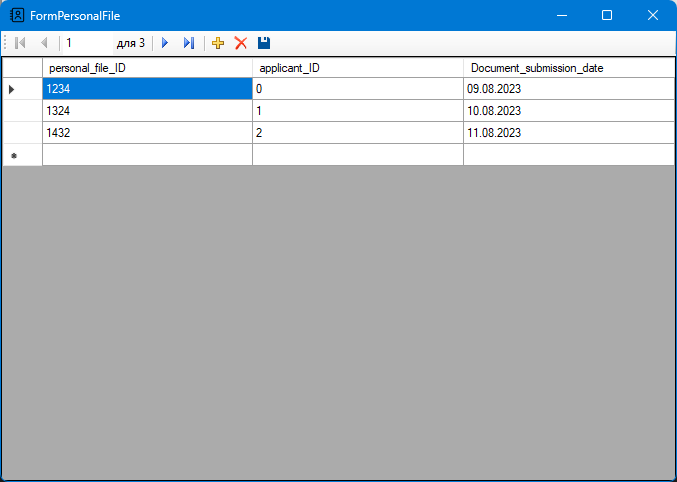 FormPersonalFile
1 для 3
personal_file_ID applicant_ID Document_submission_date
1234 0 09.08.2023
1324 1 10.08.2023
1432 2 11.08.2023